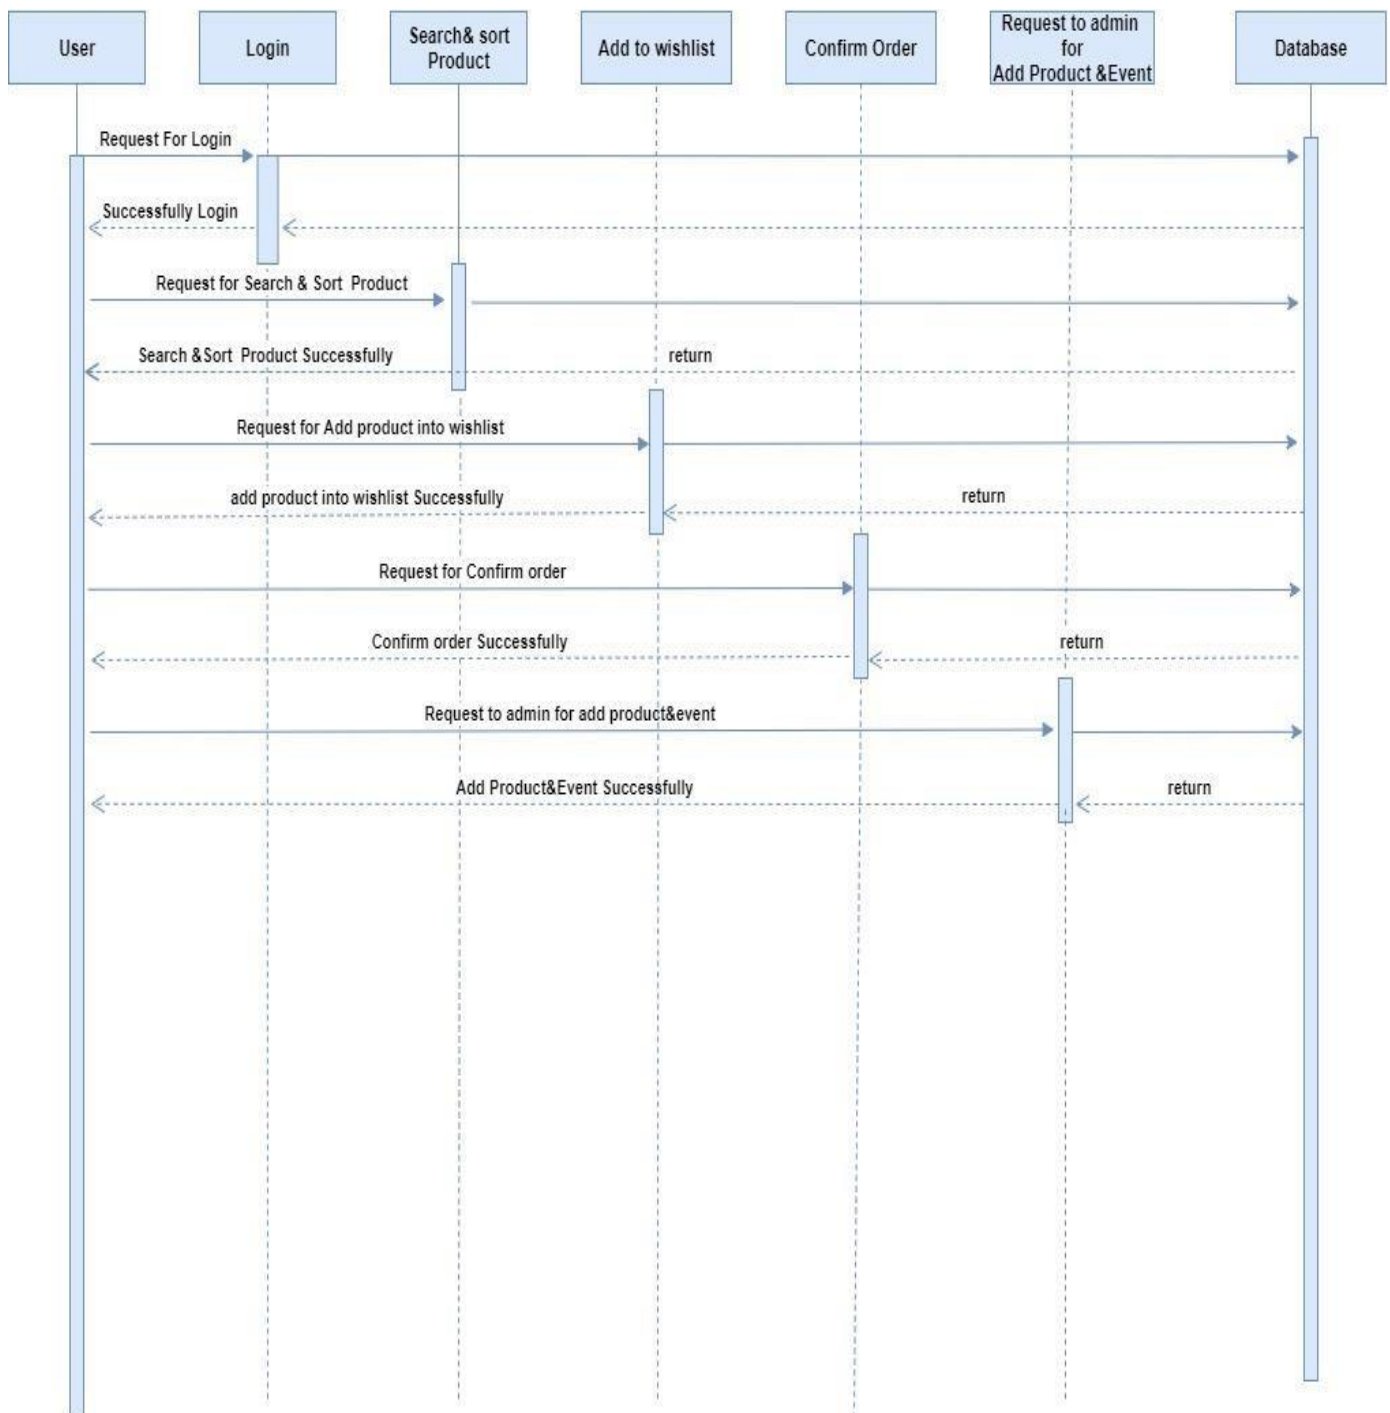 User
Login
Search& sort
Product
Add to wishlist
Confirm Order
Request to admin
for
Add Product &Event
Database
Request For Login
Successfully Login
Request for Search & Sort Product
Search &Sort Product Successfully
return
Request for Add product into wishlist
add product into wishlist Successfully
return
Request for Confirm order
Confirm order Successfully
return
Request to admin for add product&event
Add Product&Event Successfully
return